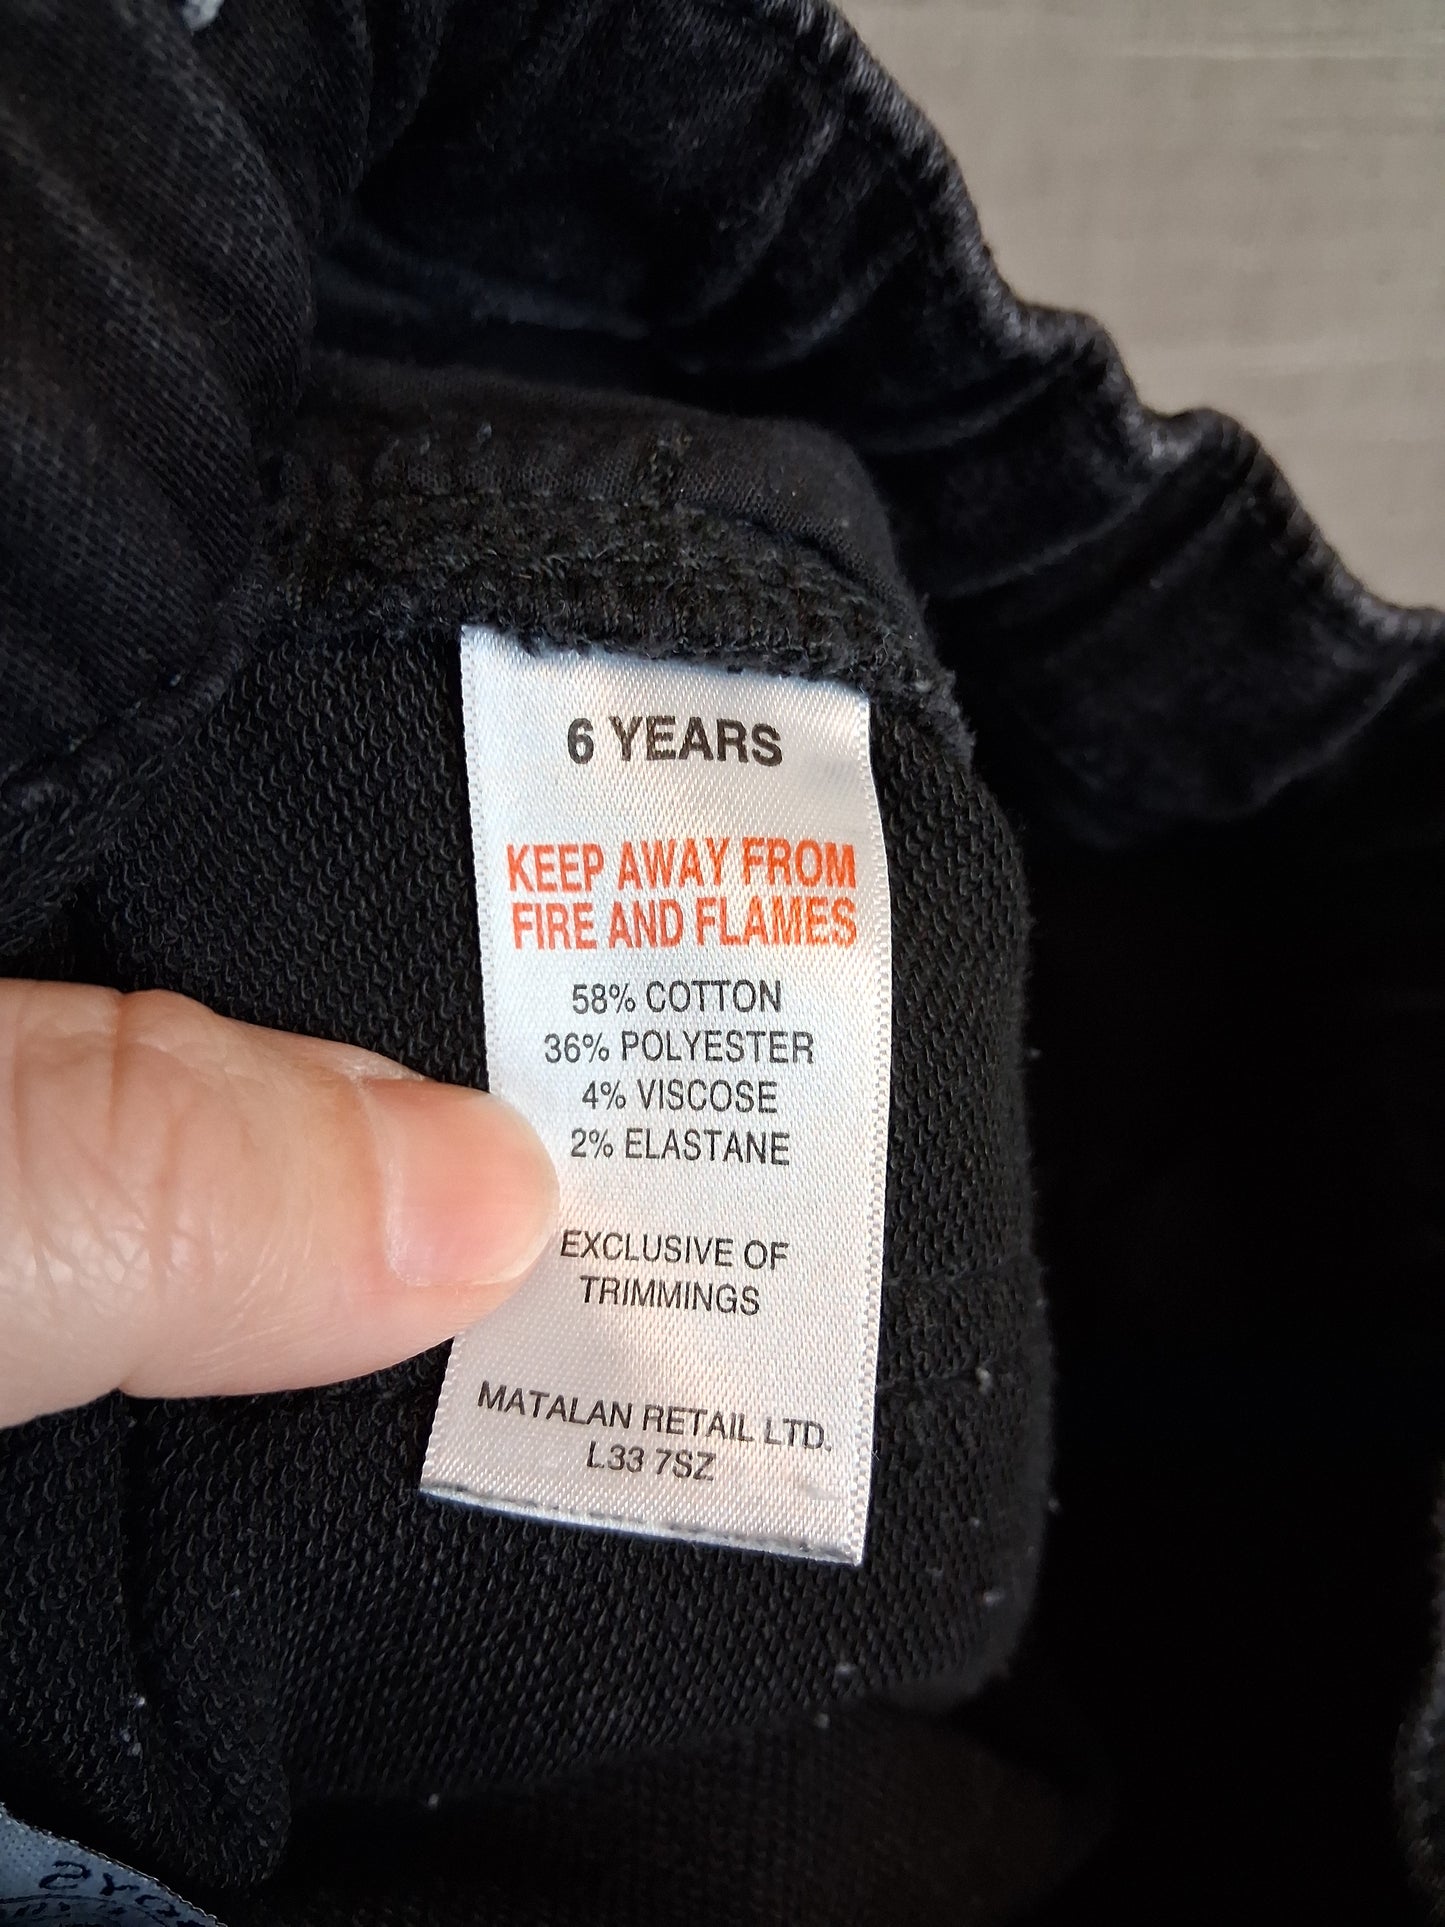 6 YEARS
KEEP AWAY FROM
FIRE AND FLAMES
58% COTTON
36% POLYESTER
4% VISCOSE
2% ELASTANE
EXCLUSIVE OF
TRIMMINGS
MATALAN RETAIL LTD.
L33 7SZ